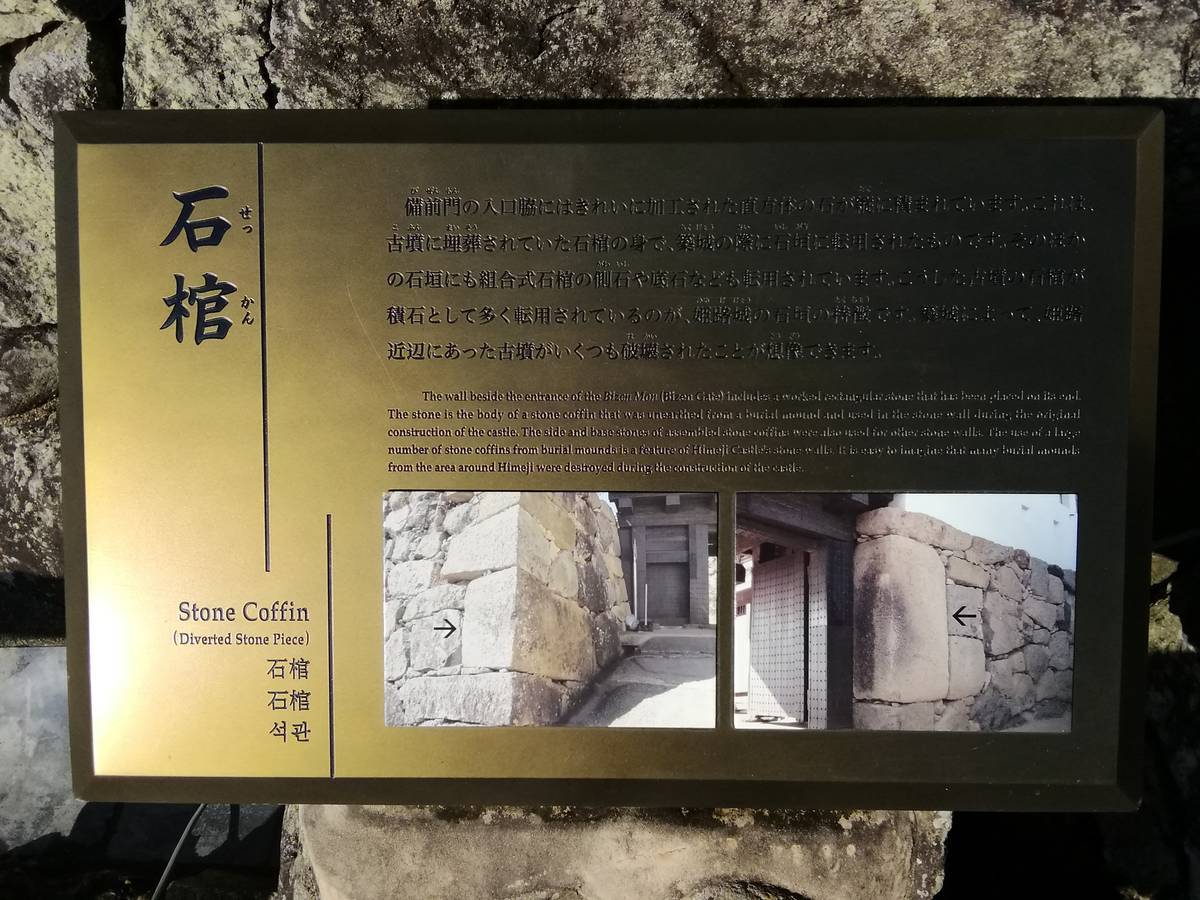 石棺
せっかん
備前門の入口脇にはきれいに加工された直方体の石が縦に積まれています。これは、
古墳に埋葬されていた石棺の身で、築城の際に石垣に転用されたものです。そのほか
の石垣にも組合式石棺の側石や底石なども転用されています。こうした古墳の石棺が
積石として多く転用されているのが、姫路城の石垣の特徴です。築城によって、姫路
近辺にあった古墳がいくつも破壊されたことが想像できます。
The wall beside the entrance of the Bizen Mon (Bizen Gate) includes a worked rectangular stone that has been placed on its end.
The stone is the body of a stone coffin that was unearthed from a burial mound and used in the stone wall during the original
construction of the castle. The side and base stones of assembled stone coffins were also used for other stone walls. The use of a large
number of stone coffins from burial mounds is a feature of Himeji Castle's stone walls. It is easy to imagine that many burial mounds
from the area around Himeji were destroyed during the construction of the castle.
Stone Coffin
(Diverted Stone Piece)
石棺
石棺
석관